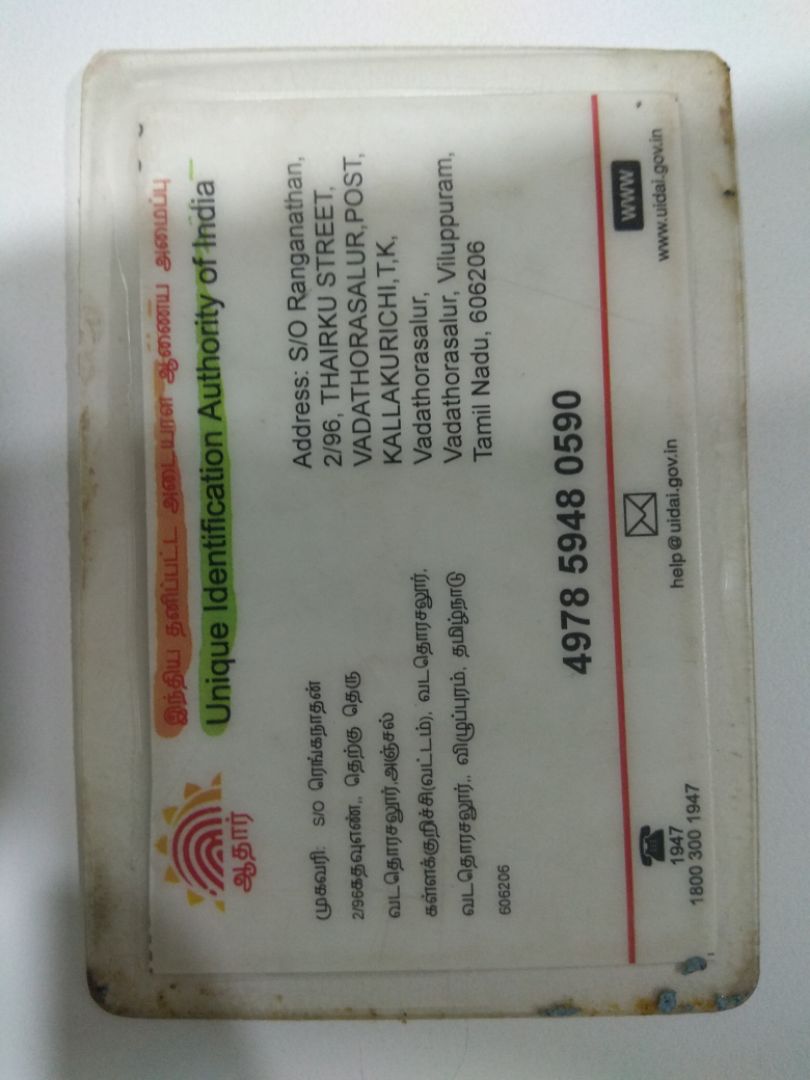 இந்திய தனிப்பட்ட அடையாள ஆணைய அமைப்பு
Unique Identification Authority of India
ஆதார்
முகவரி: S/O ரெங்கநாதன்
2/96கதவுஎண்,, தெற்கு தெரு
வடதொரசலூர்,அஞ்சல்
கள்ளக்குறிச்சி(வட்டம்), வடதொரசலூர்,
வடதொரசலூர்,, விழுப்புரம், தமிழ்நாடு
606206
Address: S/O Ranganathan,
2/96, THAIRKU STREET,
VADATHORASALUR,POST,
KALLAKURICHI,T,K,
Vadathorasalur,
Vadathorasalur, Viluppuram,
Tamil Nadu, 606206
4978 5948 0590
1947
1800 300 1947
help@uidai.gov.in
WWW
www.uidai.gov.in